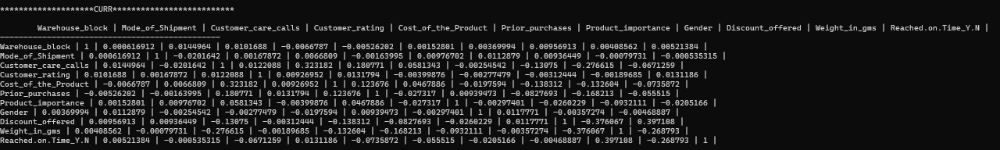 ********************CURR**************************
Warehouse_block | Mode_of_Shipment | Customer_care_calls | Customer_rating | Cost_of_the_Product | Prior_purchases | Product_importance | Gender | Discount_offered | Weight_in_gms | Reached.on.Time_Y.N |
-----------------------------------------------
Warehouse_block | 1 | 0.000616912 | 0.0144964 | 0.0101688 | -0.0066787 | -0.00526202 | 0.00152801 | 0.00369994 | 0.00956913 | 0.00408562 | 0.00521384 |
Mode_of_Shipment | 0.000616912 | 1 | -0.0201642 | 0.00167872 | 0.0066809 | -0.00163995 | 0.00976702 | 0.0112879 | 0.00936449 | -0.00079731 | -0.000535315 |
Customer_care_calls | 0.0144964 | -0.0201642 | 1 | 0.0122088 | 0.323182 | 0.180771 | 0.0581343 | -0.00254542 | -0.13075 | -0.276615 | -0.0671259 |
Customer_rating | 0.0101688 | 0.00167872 | 0.0122088 | 1 | 0.00926952 | 0.0131794 | -0.00399876 | -0.00277479 | -0.00312444 | -0.00189685 | 0.0131186 |
Cost_of_the_Product | -0.0066787 | 0.0066809 | 0.323182 | 0.00926952 | 1 | 0.123676 | 0.0467886 | -0.0197594 | -0.138312 | -0.132604 | -0.0735872 |
Prior_purchases | -0.00526202 | -0.00163995 | 0.180771 | 0.0131794 | 0.123676 | 1 | -0.027317 | 0.00939473 | -0.0827693 | -0.168213 | -0.055515 |
Product_importance | 0.00152801 | 0.00976702 | 0.0581343 | -0.00399876 | 0.0467886 | -0.027317 | 1 | -0.00297401 | -0.0260229 | -0.0932111 | -0.0205166 |
Gender | 0.00369994 | 0.0112879 | -0.00254542 | -0.00277479 | -0.0197594 | 0.00939473 | -0.00297401 | 1 | 0.0117771 | -0.00357274 | -0.00468887 |
Discount_offered | 0.00956913 | 0.00936449 | -0.13075 | -0.00312444 | -0.138312 | -0.0827693 | -0.0260229 | 0.0117771 | 1 | -0.376067 | 0.397108 |
Weight_in_gms | 0.00408562 | -0.00079731 | -0.276615 | -0.00189685 | -0.132604 | -0.168213 | -0.0932111 | -0.00357274 | -0.376067 | 1 | -0.268793 |
Reached.on.Time_Y.N | 0.00521384 | -0.000535315 | -0.0671259 | 0.0131186 | -0.0735872 | -0.055515 | -0.0205166 | -0.00468887 | 0.397108 | -0.268793 | 1 |